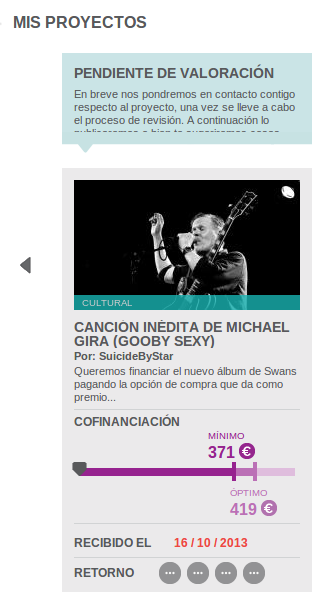 MIS PROYECTOS
PENDIENTE DE VALORACIÓN
En breve nos pondremos en contacto contigo
respecto al proyecto, una vez se lleve a cabo
el proceso de revisión. A continuación lo
CULTURAL
CANCIÓN INÉDITA DE MICHAEL
GIRA (GOOBY SEXY)
Por: SuicideByStar
Queremos financiar el nuevo álbum de Swans
pagando la opción de compra que da como
premio...
COFINANCIACIÓN
MÍNIMO
371 €
ÓPTIMO
419 €
RECIBIDO EL 16 / 10 / 2013
RETORNO